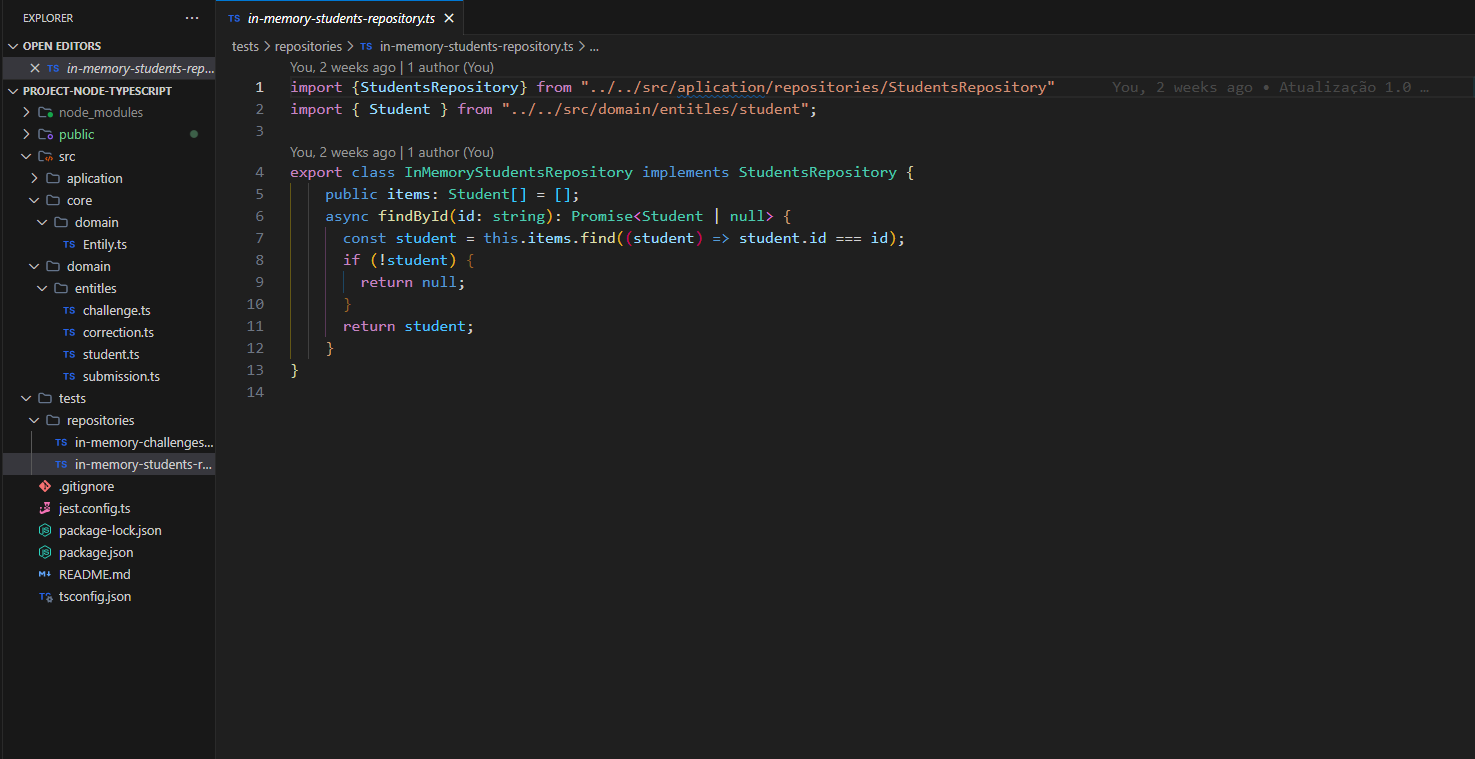 EXPLORER ...
OPEN EDITORS
TS in-memory-students-rep...
PROJECT-NODE-TYPESCRIPT
node_modules
public
src
aplication
core
domain
TS Entily.ts
domain
entitles
TS challenge.ts
TS correction.ts
TS student.ts
TS submission.ts
tests
repositories
TS in-memory-challenges...
TS in-memory-students-r...
.gitignore
jest.config.ts
package-lock.json
package.json
README.md
tsconfig.json
TS in-memory-students-repository.ts
tests > repositories > TS in-memory-students-repository.ts > ...
You, 2 weeks ago | 1 author (You)
1 import {StudentsRepository} from "../../src/aplication/repositories/StudentsRepository" You, 2 weeks ago • Atualização 1.0 …
2 import { Student } from "../../src/domain/entitles/student";
3
You, 2 weeks ago | 1 author (You)
4 export class InMemoryStudentsRepository implements StudentsRepository {
5 public items: Student[] = [];
6 async findById(id: string): Promise<Student | null> {
7 const student = this.items.find((student) => student.id === id);
8 if (!student) {
9 return null;
10 }
11 return student;
12 }
13 }
14